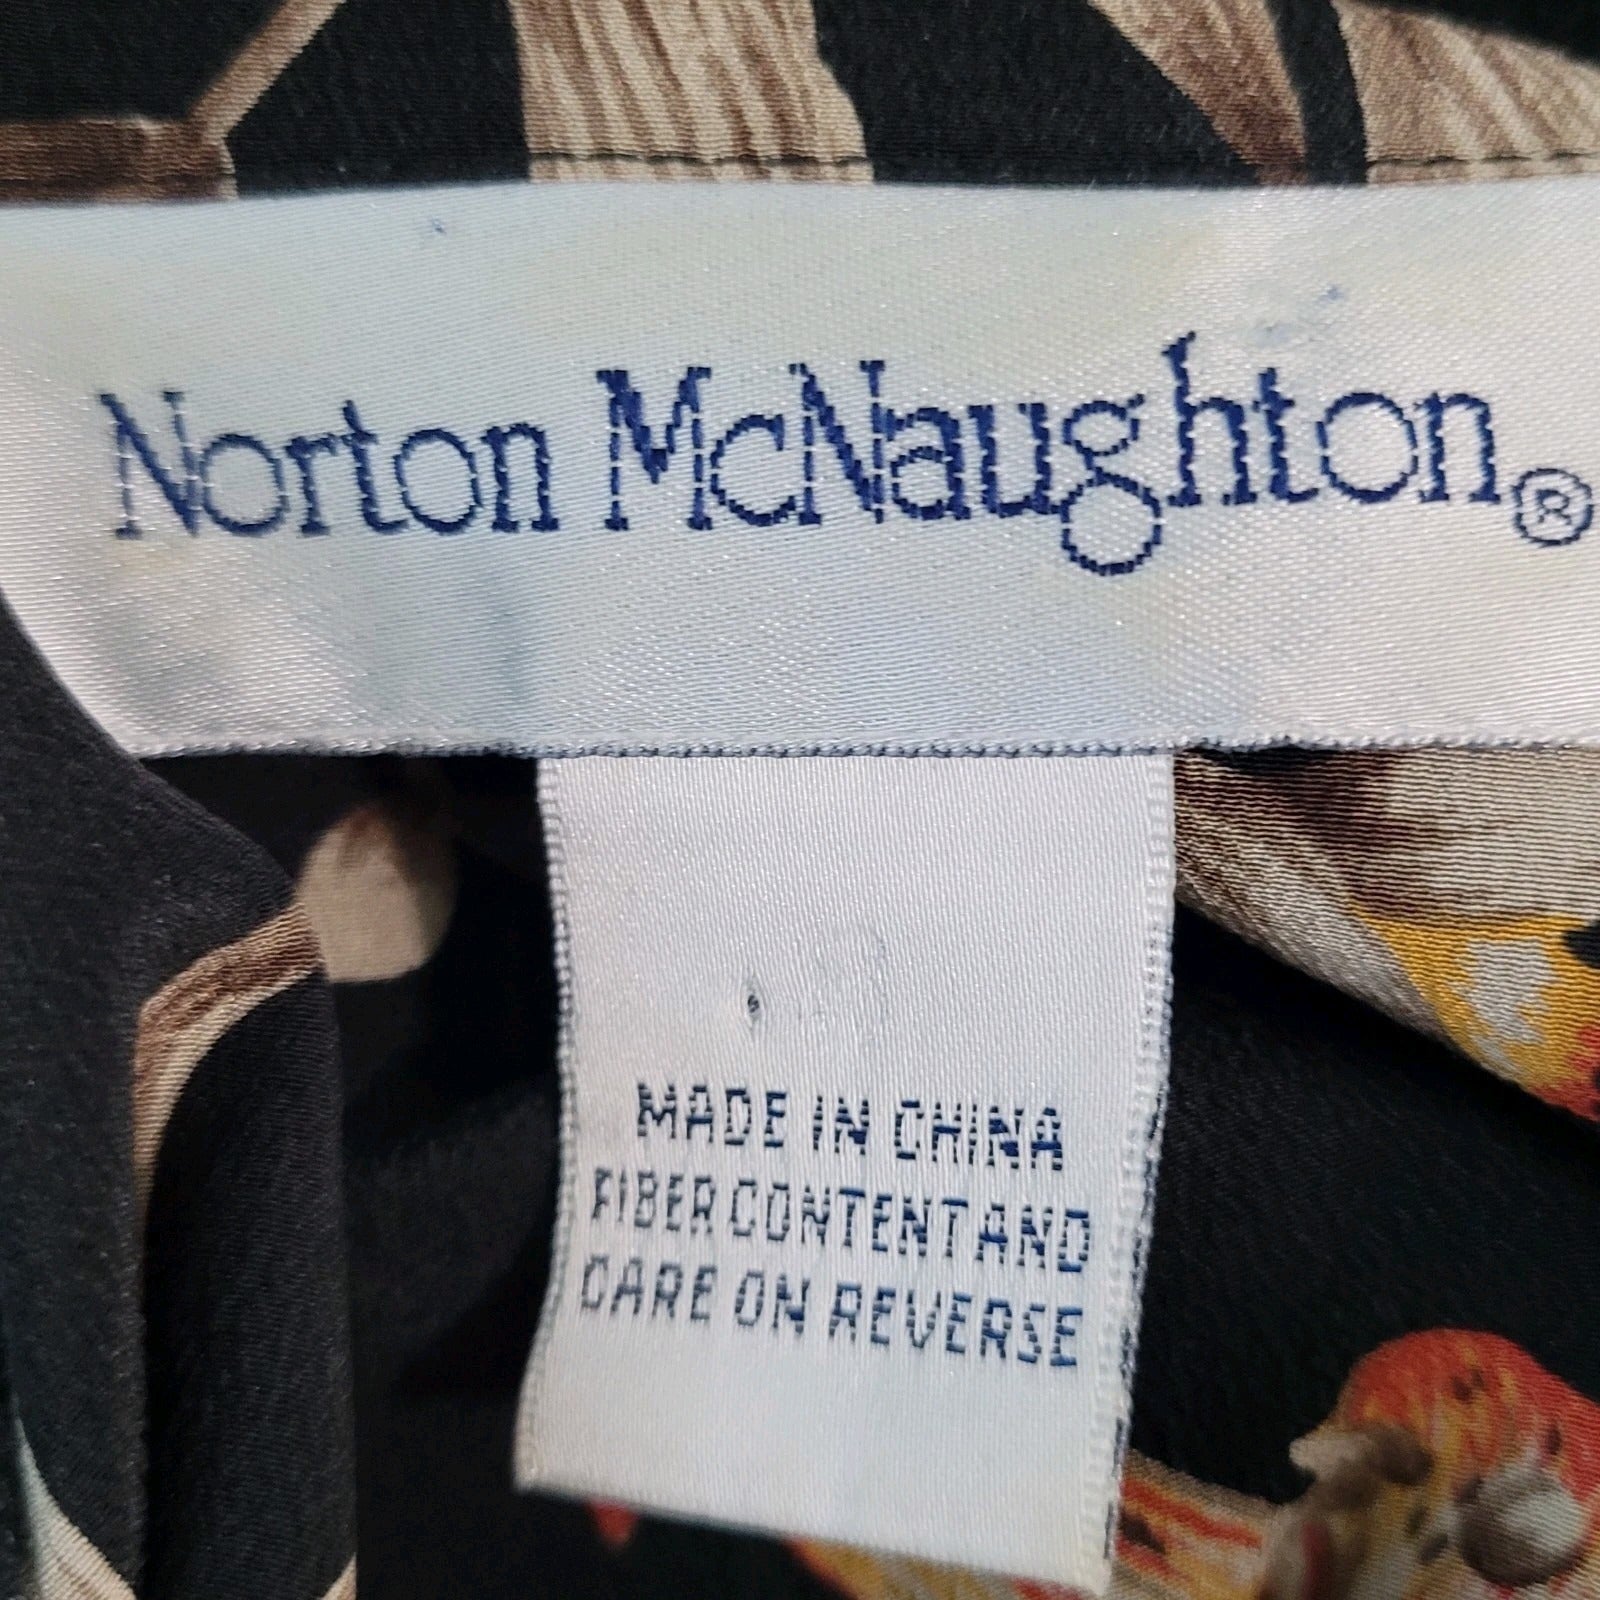 Norton McNaughton®
MADE IN CHINA
FIBER CONTENT AND
CARE ON REVERSE